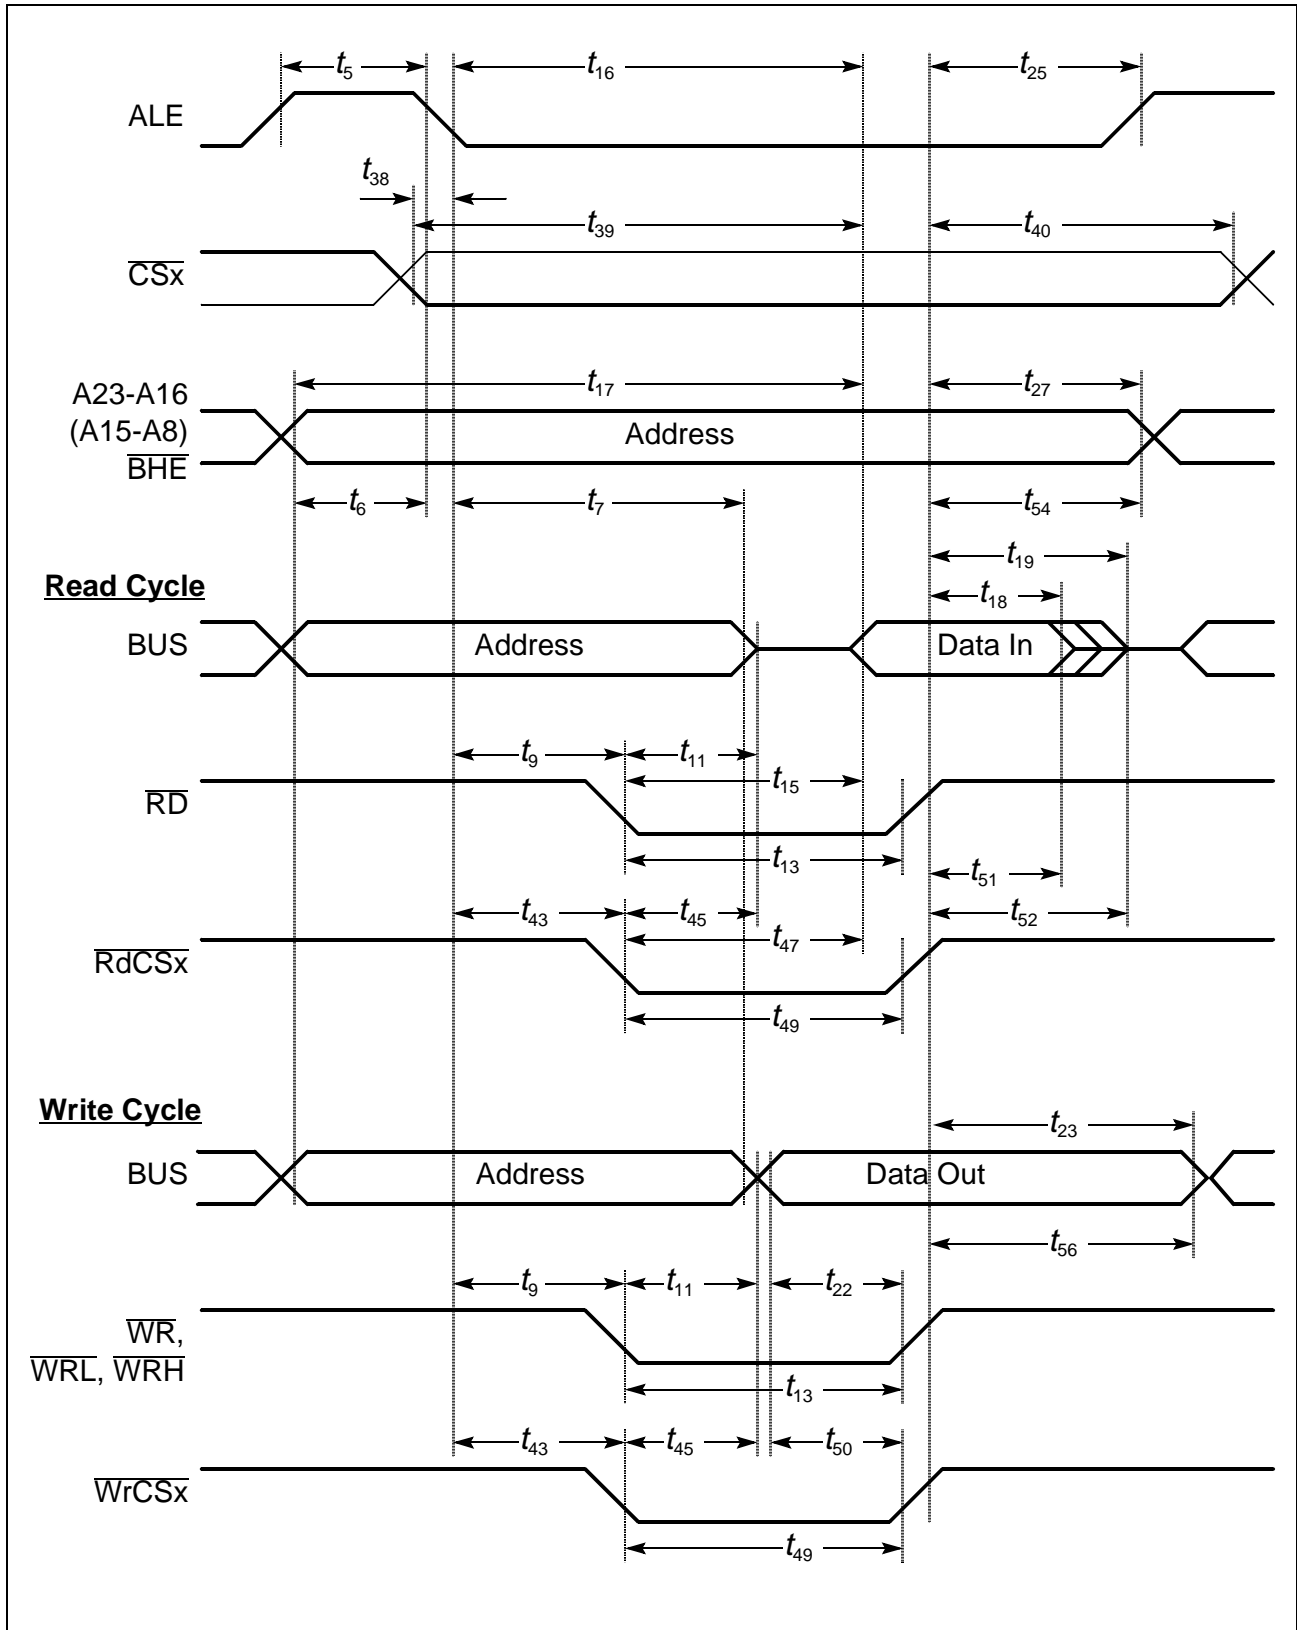 t5 t16 t25
ALE
t38
t39 t40
CSx
t17 t27
A23-A16
(A15-A8) Address
BHE
t6 t7 t54
t19
Read Cycle
t18
BUS Address Data In
t9 t11
t15
RD
t13
t51
t43 t45 t52
t47
RdCSx
t49
Write Cycle
t23
BUS Address Data Out
t56
t9 t11 t22
WR,
WRL, WRH
t13
t43 t45 t50
WrCSx
t49